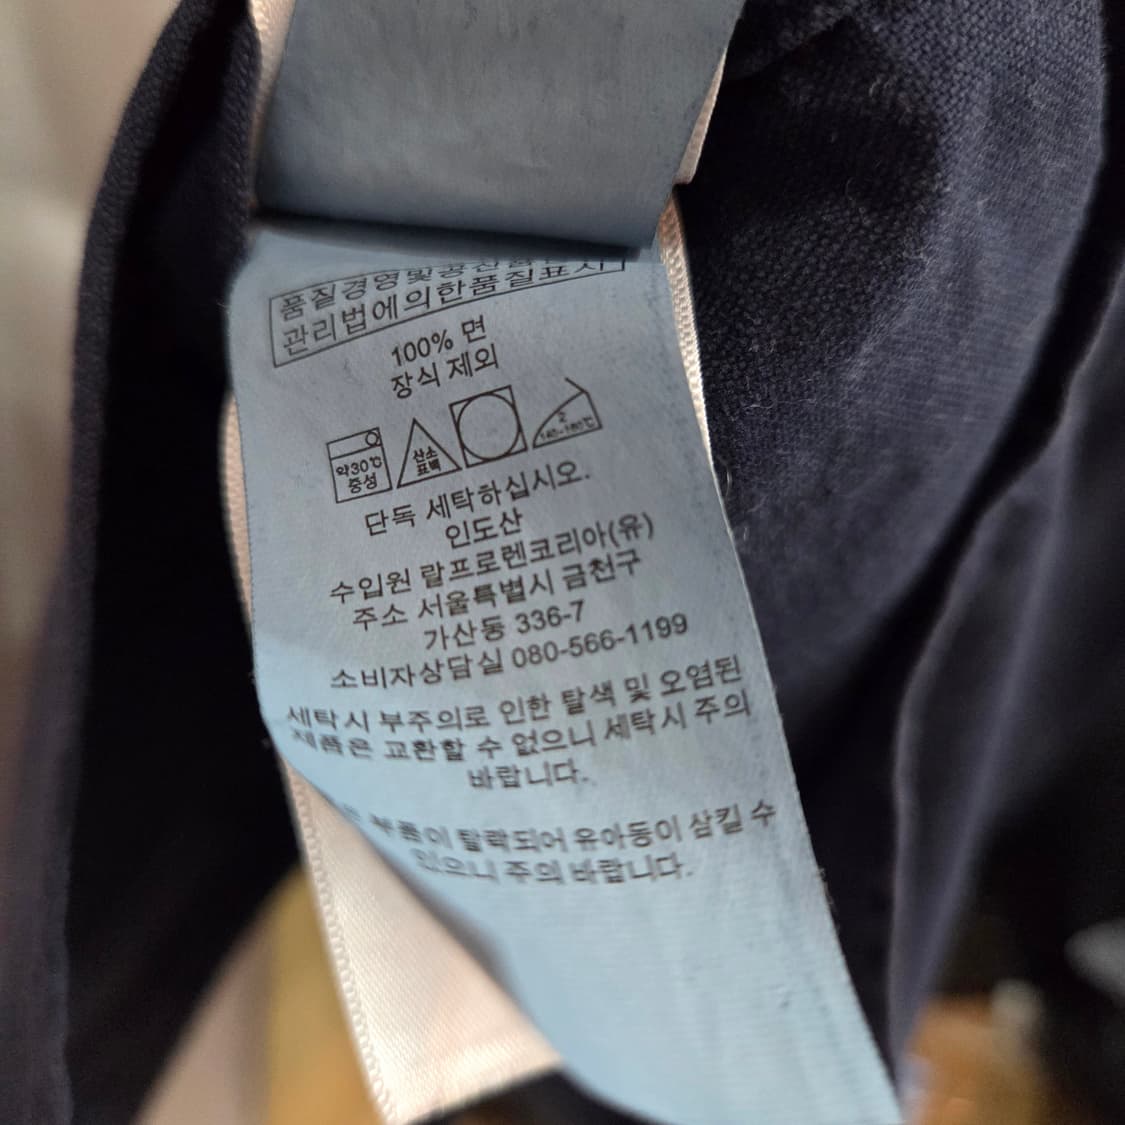 품질경영및공산품
관리법에의한품질표시
100% 면
장식 제외
약30℃
중성
산소
표백
2
140-160℃
단독 세탁하십시오.
인도산
수입원 랄프로렌코리아(유)
주소 서울특별시 금천구
가산동 336-7
소비자상담실 080-566-1199
세탁시 부주의로 인한 탈색 및 오염된
제품은 교환할 수 없으니 세탁시 주의
바랍니다.
부품이 탈락되어 유아등이 삼킬 수
있으니 주의 바랍니다.